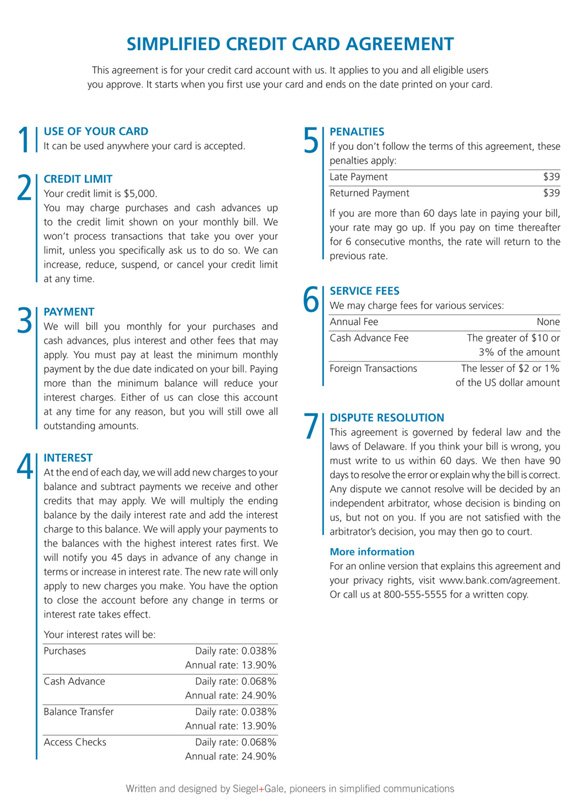 SIMPLIFIED CREDIT CARD AGREEMENT
This agreement is for your credit card account with us. It applies to you and all eligible users
you approve. It starts when you first use your card and ends on the date printed on your card.
1
USE OF YOUR CARD
It can be used anywhere your card is accepted.
2
CREDIT LIMIT
Your credit limit is $5,000.
You may charge purchases and cash advances up
to the credit limit shown on your monthly bill. We
won't process transactions that take you over your
limit, unless you specifically ask us to do so. We can
increase, reduce, suspend, or cancel your credit limit
at any time.
3
PAYMENT
We will bill you monthly for your purchases and
cash advances, plus interest and other fees that may
apply. You must pay at least the minimum monthly
payment by the due date indicated on your bill. Paying
more than the minimum balance will reduce your
interest charges. Either of us can close this account
at any time for any reason, but you will still owe all
outstanding amounts.
4
INTEREST
At the end of each day, we will add new charges to your
balance and subtract payments we receive and other
credits that may apply. We will multiply the ending
balance by the daily interest rate and add the interest
charge to this balance. We will apply your payments to
the balances with the highest interest rates first. We
will notify you 45 days in advance of any change in
terms or increase in interest rate. The new rate will only
apply to new charges you make. You have the option
to close the account before any change in terms or
interest rate takes effect.
Your interest rates will be:
Purchases Daily rate: 0.038%
Annual rate: 13.90%
Cash Advance Daily rate: 0.068%
Annual rate: 24.90%
Balance Transfer Daily rate: 0.038%
Annual rate: 13.90%
Access Checks Daily rate: 0.068%
Annual rate: 24.90%
5
PENALTIES
If you don't follow the terms of this agreement, these
penalties apply:
Late Payment $39
Returned Payment $39
If you are more than 60 days late in paying your bill,
your rate may go up. If you pay on time thereafter
for 6 consecutive months, the rate will return to the
previous rate.
6
SERVICE FEES
We may charge fees for various services:
Annual Fee None
Cash Advance Fee The greater of $10 or
3% of the amount
Foreign Transactions The lesser of $2 or 1%
of the US dollar amount
7
DISPUTE RESOLUTION
This agreement is governed by federal law and the
laws of Delaware. If you think your bill is wrong, you
must write to us within 60 days. We then have 90
days to resolve the error or explain why the bill is correct.
Any dispute we cannot resolve will be decided by an
independent arbitrator, whose decision is binding on
us, but not on you. If you are not satisfied with the
arbitrator's decision, you may then go to court.
More information
For an online version that explains this agreement and
your privacy rights, visit www.bank.com/agreement.
Or call us at 800-555-5555 for a written copy.
Written and designed by Siegel+Gale, pioneers in simplified communications